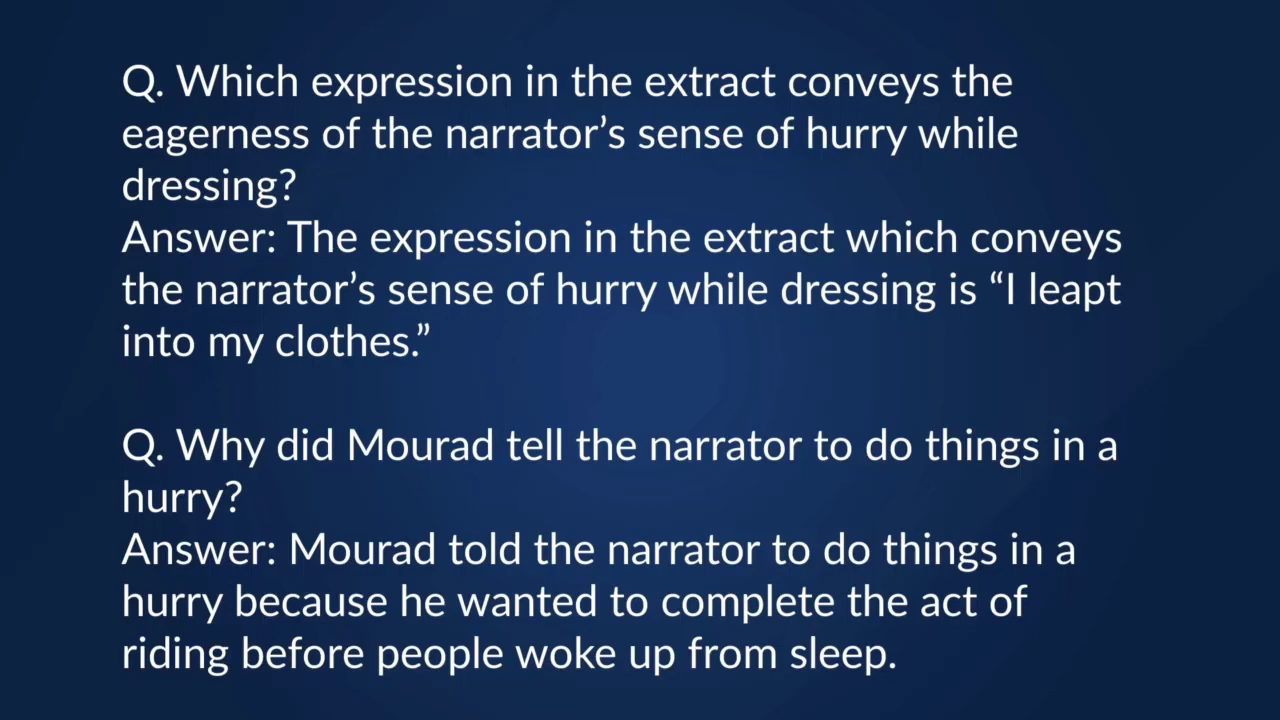 Q. Which expression in the extract conveys the
eagerness of the narrator’s sense of hurry while
dressing?
Answer: The expression in the extract which conveys
the narrator’s sense of hurry while dressing is “I leapt
into my clothes.”
Q. Why did Mourad tell the narrator to do things in a
hurry?
Answer: Mourad told the narrator to do things in a
hurry because he wanted to complete the act of
riding before people woke up from sleep.